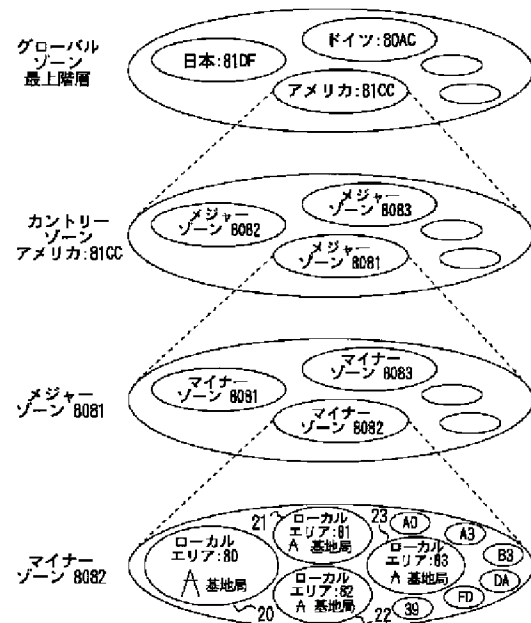 グローバル
ゾーン
最上階層
日本:81DF
ドイツ:80AC
アメリカ:81CC
カントリー
ゾーン
アメリカ:81CC
メジャー
ゾーン 8082
メジャー
ゾーン 8083
メジャー
ゾーン
8081
メジャー
ゾーン 8081
マイナー
ゾーン 8081
マイナー
ゾーン 8083
マイナー
ゾーン
8082
マイナー
ゾーン 8082
ローカル
エリア:80
基地局
20
21
ローカル
エリア:81
基地局
ローカル
エリア:82
基地局
22
23
ローカル
エリア:83
基地局
A0
A3
B3
DA
FD
39